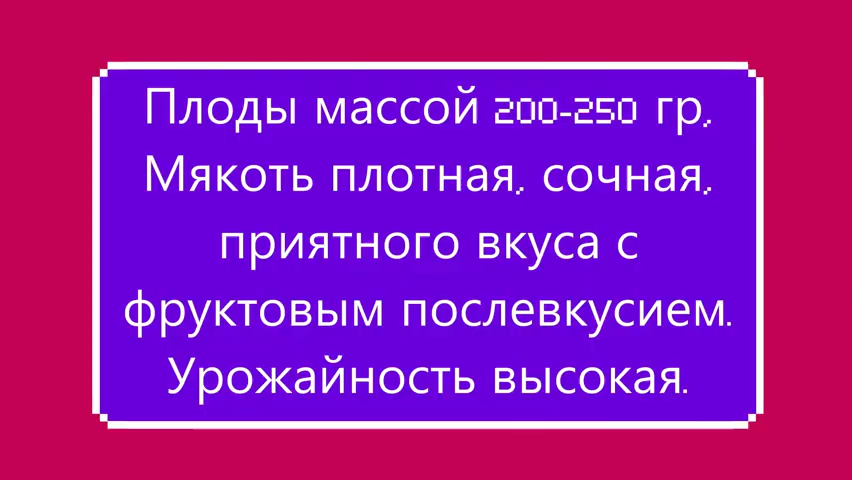 Плоды массой 200-250 гр,
Мякоть плотная, сочная,
приятного вкуса с
фруктовым послевкусием.
Урожайность высокая.